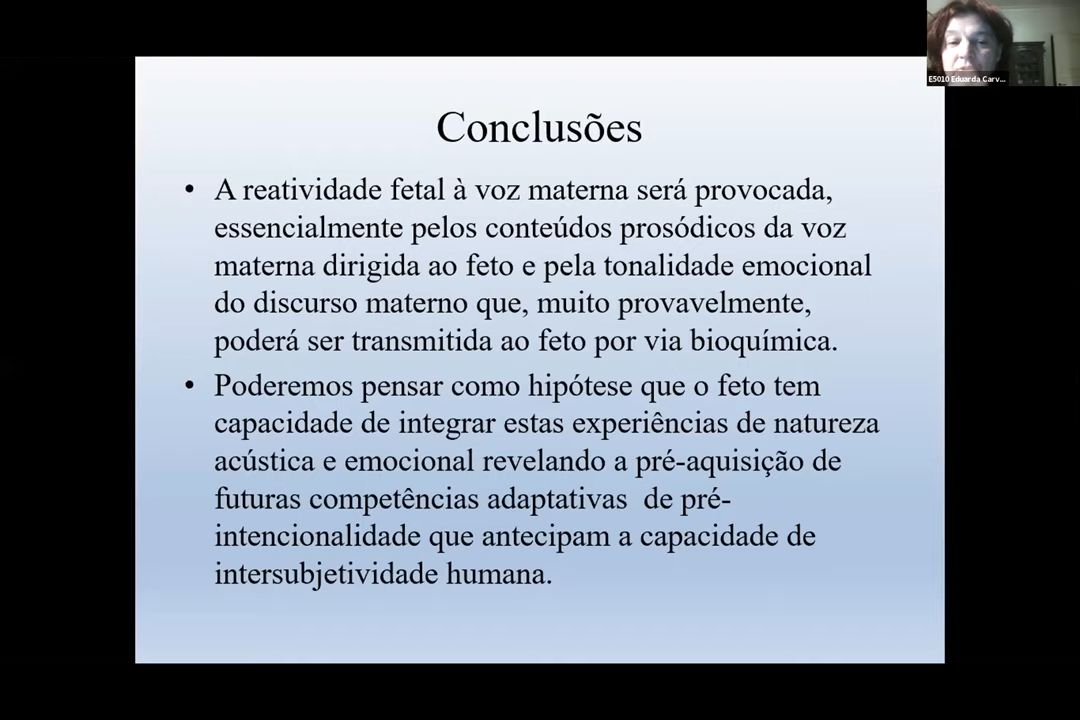 E5010 Eduarda Carv...
Conclusões
• A reatividade fetal à voz materna será provocada,
essencialmente pelos conteúdos prosódicos da voz
materna dirigida ao feto e pela tonalidade emocional
do discurso materno que, muito provavelmente,
poderá ser transmitida ao feto por via bioquímica.
• Poderemos pensar como hipótese que o feto tem
capacidade de integrar estas experiências de natureza
acústica e emocional revelando a pré-aquisição de
futuras competências adaptativas  de pré-
intencionalidade que antecipam a capacidade de
intersubjetividade humana.